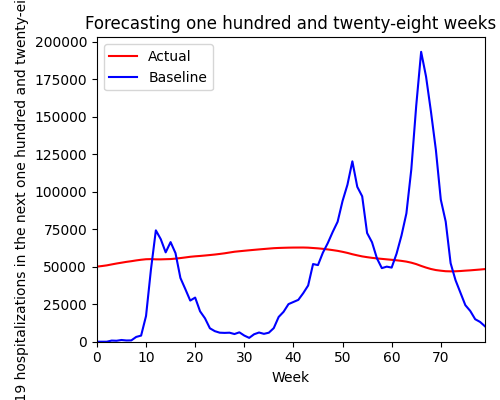 Forecasting one hundred and twenty-eight weeks
Actual
Baseline
200000
175000
150000
125000
100000
75000
50000
25000
0
19 hospitalizations in the next one hundred and twenty-ei
0 10 20 30 40 50 60 70
Week